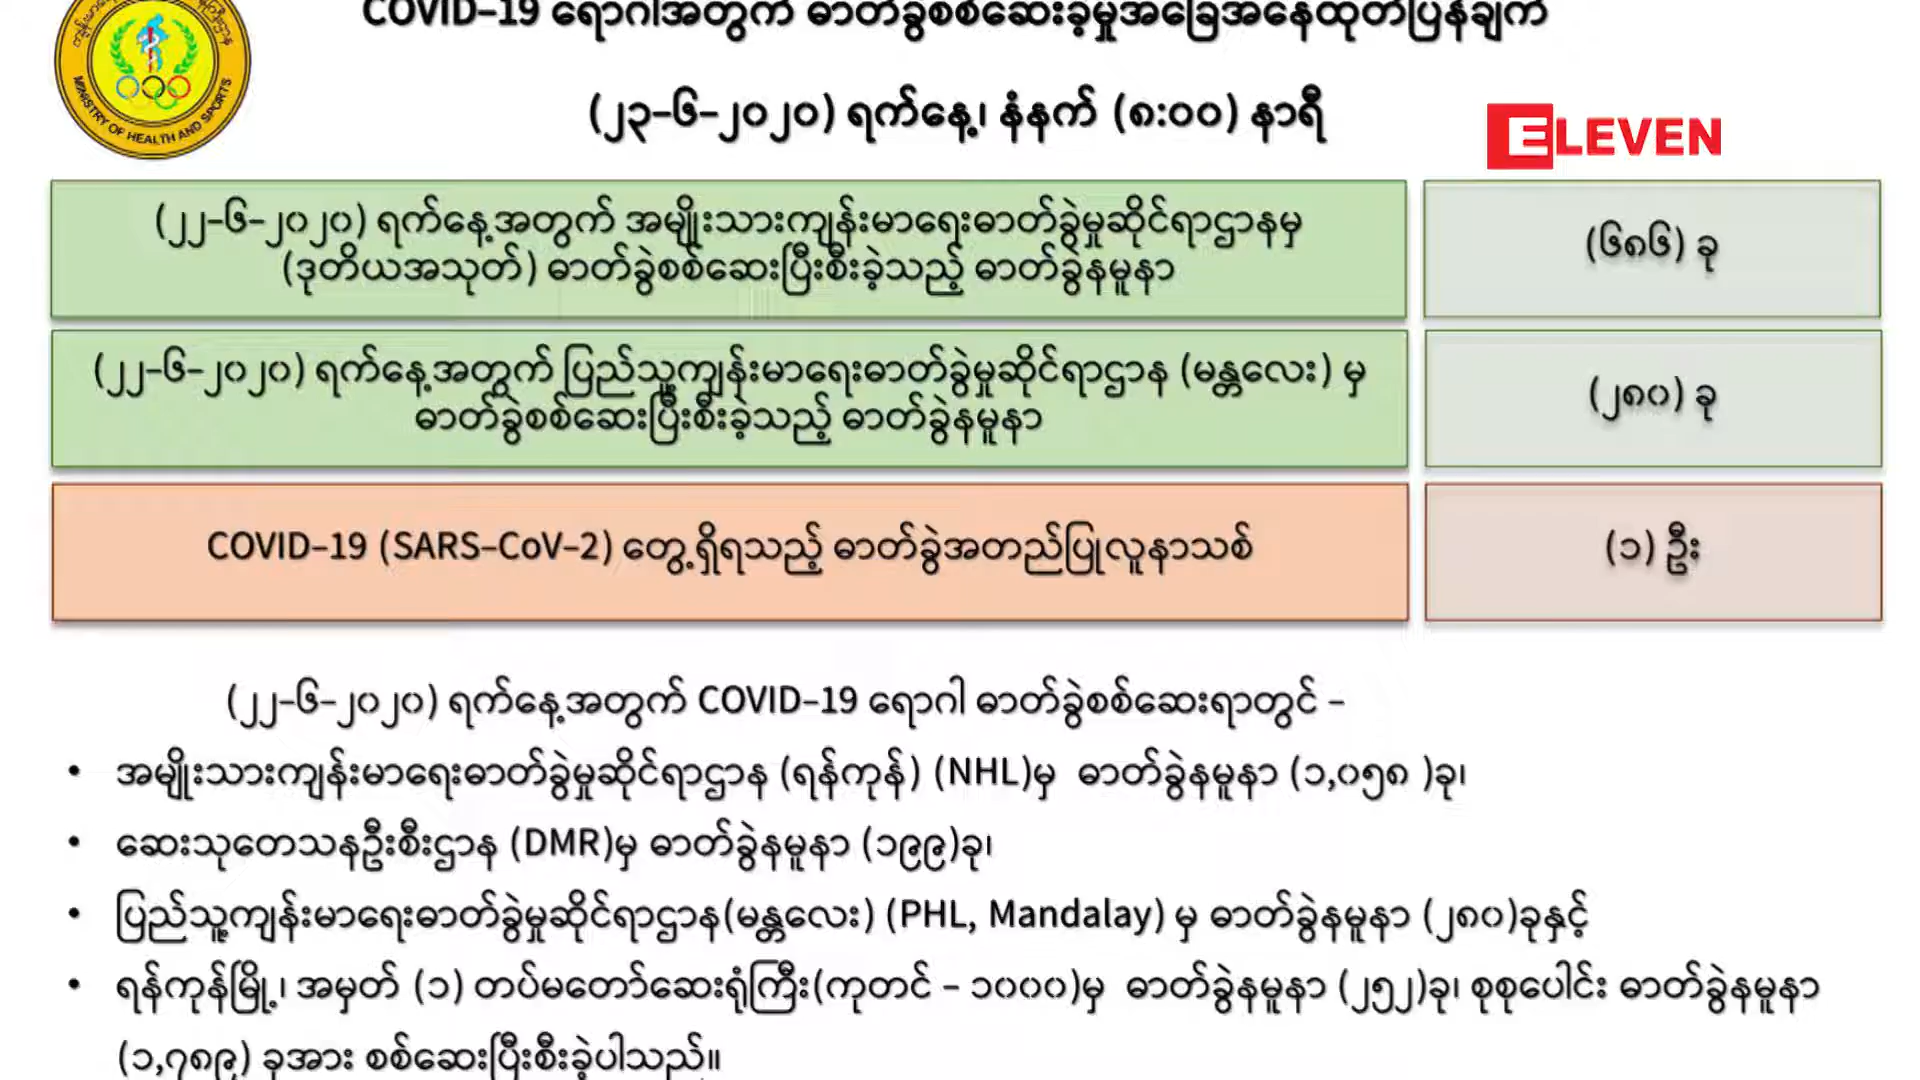 COVID-19 ရောဂါအတွက် ဓာတ်ခွဲစစ်ဆေးခဲ့မှုအခြေအနေထုတ်ပြန်ချက်
(၂၃-၆-၂၀၂၀) ရက်နေ့၊ နံနက် (၈:၀၀) နာရီ
MINISTRY OF HEALTH AND SPORTS
ELEVEN
(၂၂-၆-၂၀၂၀) ရက်နေ့အတွက် အမျိုးသားကျန်းမာရေးဓာတ်ခွဲမှုဆိုင်ရာဌာနမှ
(ဒုတိယအသုတ်) ဓာတ်ခွဲစစ်ဆေးပြီးစီးခဲ့သည့် ဓာတ်ခွဲနမူနာ
(၆၈၆) ခု
(၂၂-၆-၂၀၂၀) ရက်နေ့အတွက် ပြည်သူ့ကျန်းမာရေးဓာတ်ခွဲမှုဆိုင်ရာဌာန (မန္တလေး) မှ
ဓာတ်ခွဲစစ်ဆေးပြီးစီးခဲ့သည့် ဓာတ်ခွဲနမူနာ
(၂၈၀) ခု
COVID-19 (SARS-CoV-2) တွေ့ရှိရသည့် ဓာတ်ခွဲအတည်ပြုလူနာသစ်
(၁) ဦး
(၂၂-၆-၂၀၂၀) ရက်နေ့အတွက် COVID-19 ရောဂါ ဓာတ်ခွဲစစ်ဆေးရာတွင် -
• အမျိုးသားကျန်းမာရေးဓာတ်ခွဲမှုဆိုင်ရာဌာန (ရန်ကုန်) (NHL)မှ ဓာတ်ခွဲနမူနာ (၁,၀၅၈ )ခု၊
• ဆေးသုတေသနဦးစီးဌာန (DMR)မှ ဓာတ်ခွဲနမူနာ (၁၉၉)ခု၊
• ပြည်သူ့ကျန်းမာရေးဓာတ်ခွဲမှုဆိုင်ရာဌာန(မန္တလေး) (PHL, Mandalay) မှ ဓာတ်ခွဲနမူနာ (၂၈၀)ခုနှင့်
• ရန်ကုန်မြို့၊ အမှတ် (၁) တပ်မတော်ဆေးရုံကြီး(ကုတင် - ၁၀၀၀)မှ ဓာတ်ခွဲနမူနာ (၂၅၂)ခု၊ စုစုပေါင်း ဓာတ်ခွဲနမူနာ
(၁,၇၈၉) ခုအား စစ်ဆေးပြီးစီးခဲ့ပါသည်။